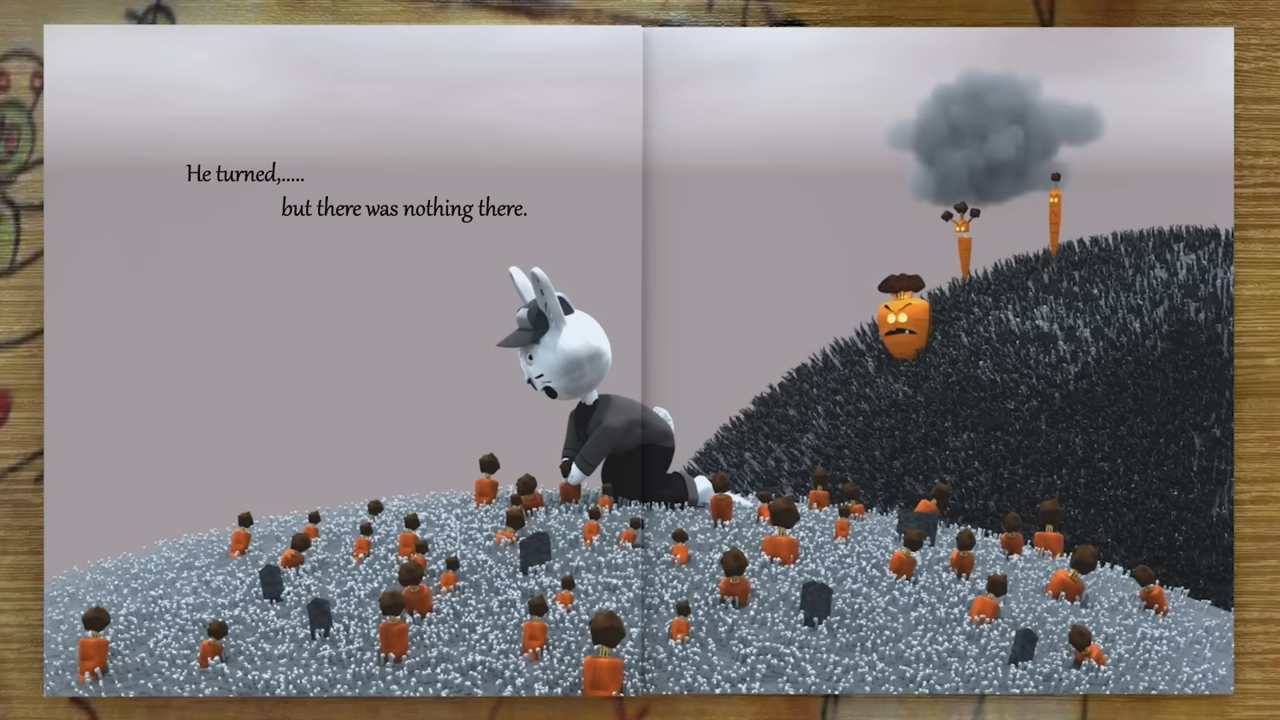 He turned,.....
but there was nothing there.